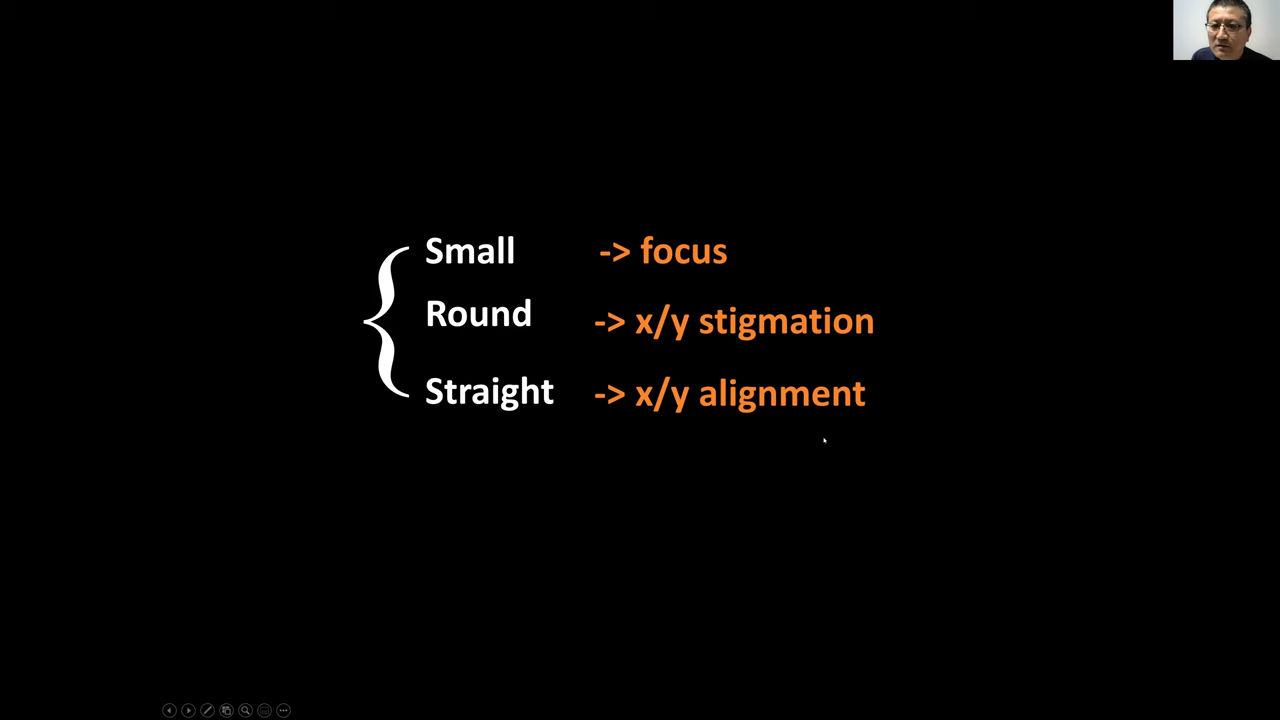 Small -> focus
Round -> x/y stigmation
Straight -> x/y alignment